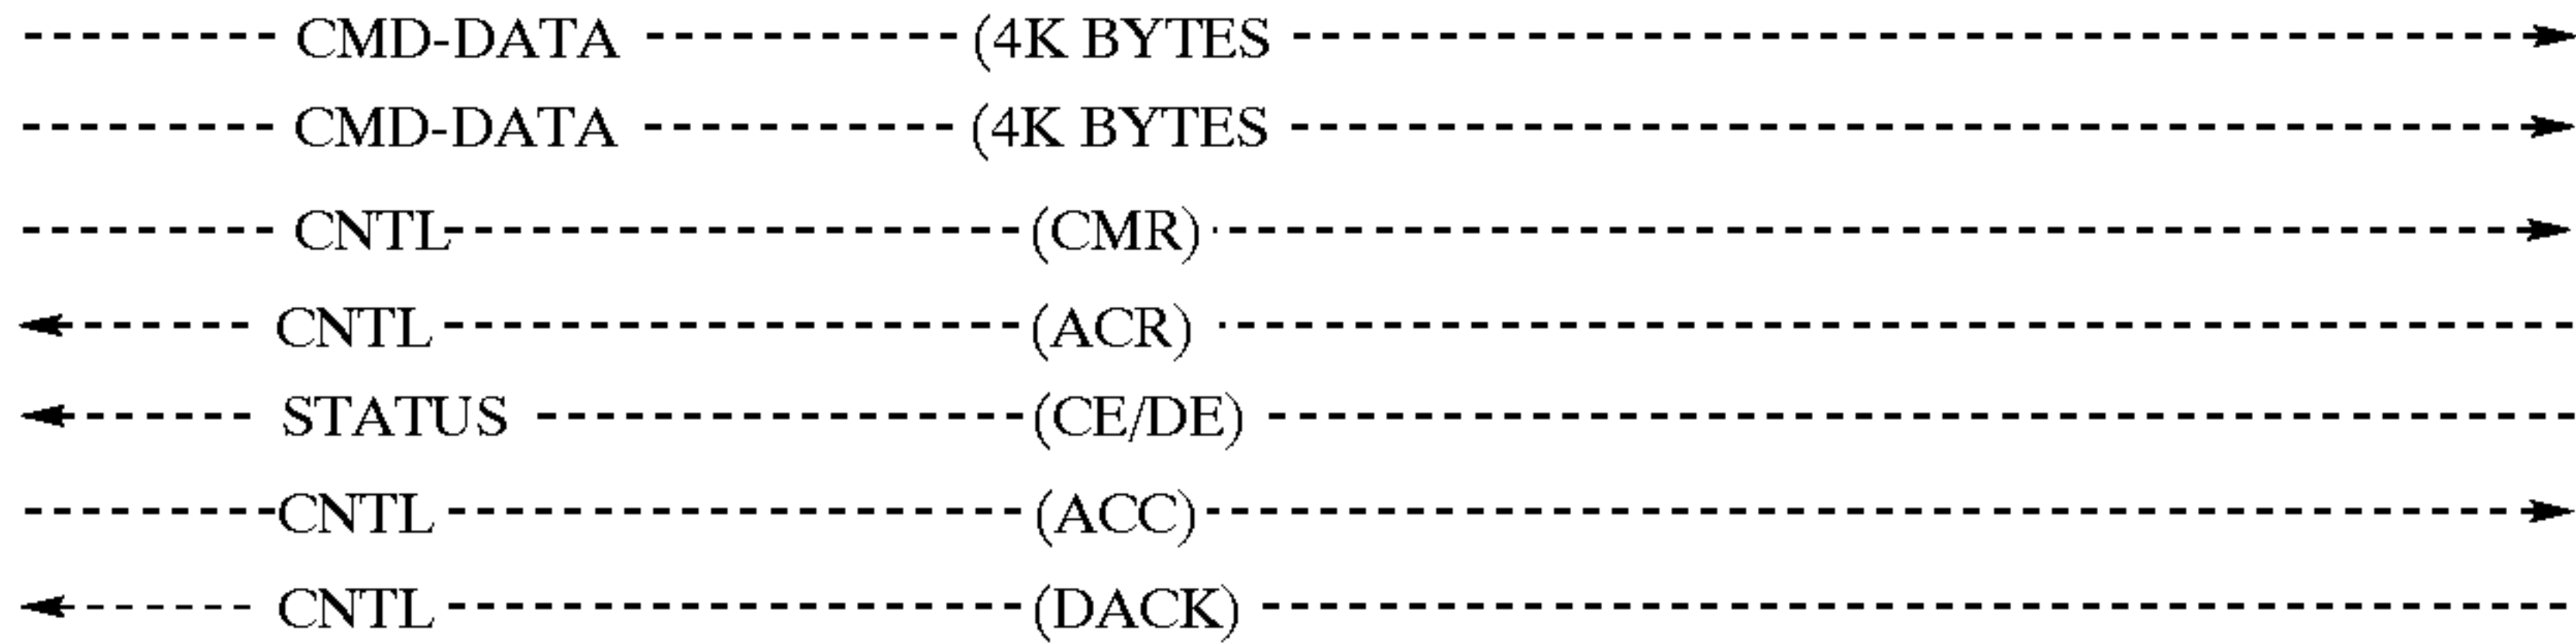 CMD-DATA (4K BYTES
CMD-DATA (4K BYTES
CNTL (CMR)
CNTL (ACR)
STATUS (CE/DE)
CNTL (ACC)
CNTL (DACK)